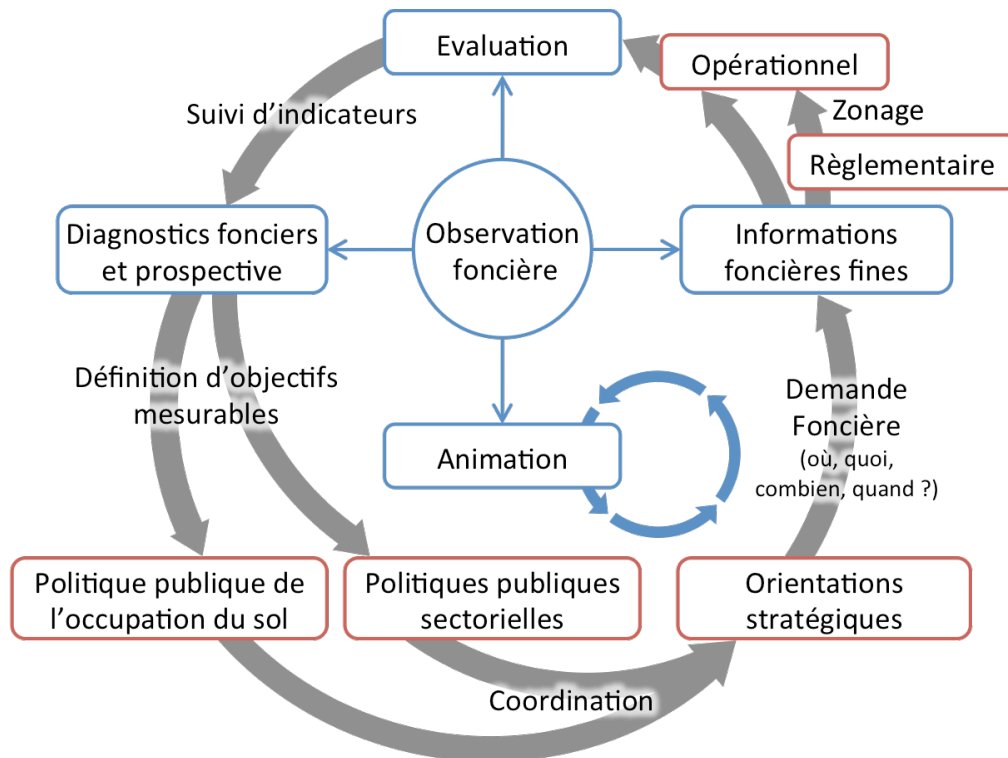 Evaluation
Opérationnel
Suivi d'indicateurs
Zonage
Règlementaire
Diagnostics fonciers
et prospective
Observation
foncière
Informations
foncières fines
Définition d'objectifs
mesurables
Demande
Foncière
(où, quoi,
combien, quand ?)
Animation
Politique publique de
l'occupation du sol
Politiques publiques
sectorielles
Orientations
stratégiques
Coordination